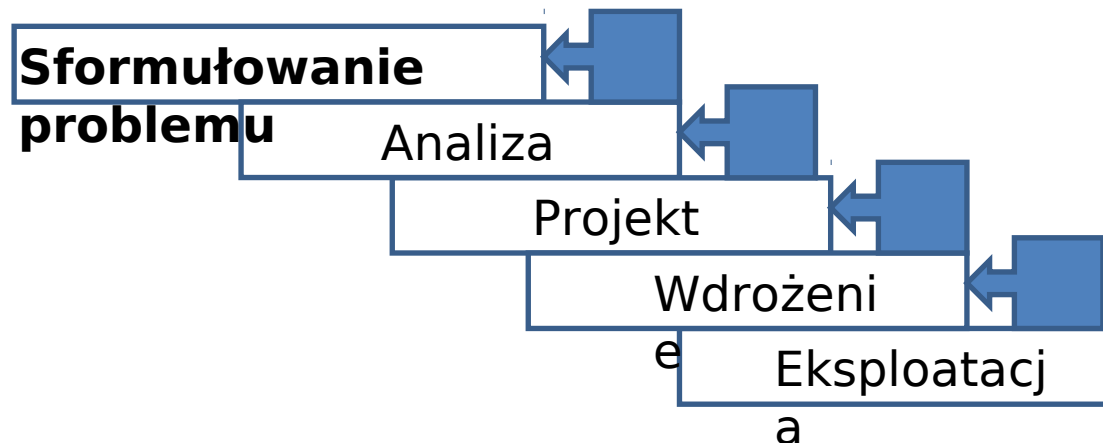 Sformułowanie
problemu
Analiza
Projekt
Wdrożeni
e
Eksploatacj
a